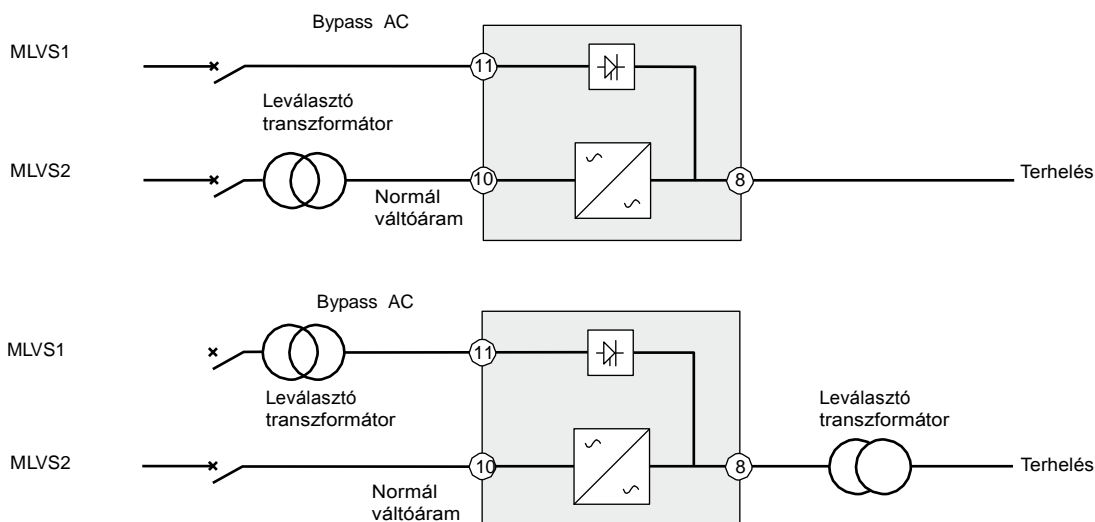 Bypass AC
MLVS1
11
Leválasztó
transzformátor
MLVS2
10
8
Terhelés
Normál
váltóáram
Bypass AC
MLVS1
11
Leválasztó
transzformátor
Leválasztó
transzformátor
MLVS2
10
8
Terhelés
Normál
váltóáram